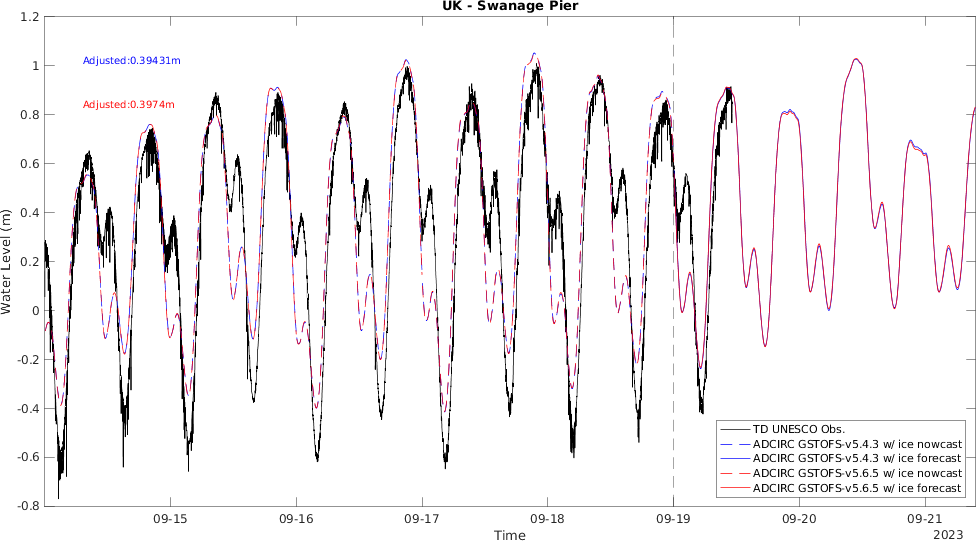 UK - Swanage Pier
1.2
1
0.8
0.6
0.4
0.2
0
-0.2
-0.4
-0.6
-0.8
Water Level (m)
Adjusted:0.39431m
Adjusted:0.3974m
TD UNESCO Obs.
ADCIRC GSTOFS-v5.4.3 w/ ice nowcast
ADCIRC GSTOFS-v5.4.3 w/ ice forecast
ADCIRC GSTOFS-v5.6.5 w/ ice nowcast
ADCIRC GSTOFS-v5.6.5 w/ ice forecast
09-15 09-16 09-17 09-18 09-19 09-20 09-21
Time
2023